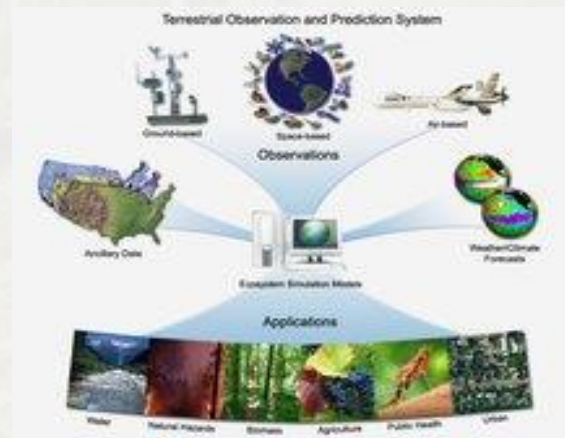 Terrestrial Observation and Prediction System
Ground-based
Space-based
Air-based
Observations
Ancillary Data
Weather/Climate
Forecasts
Ecosystem Simulation Models
Applications
Water
Natural Hazards
Biomass
Agriculture
Public Health
Urban